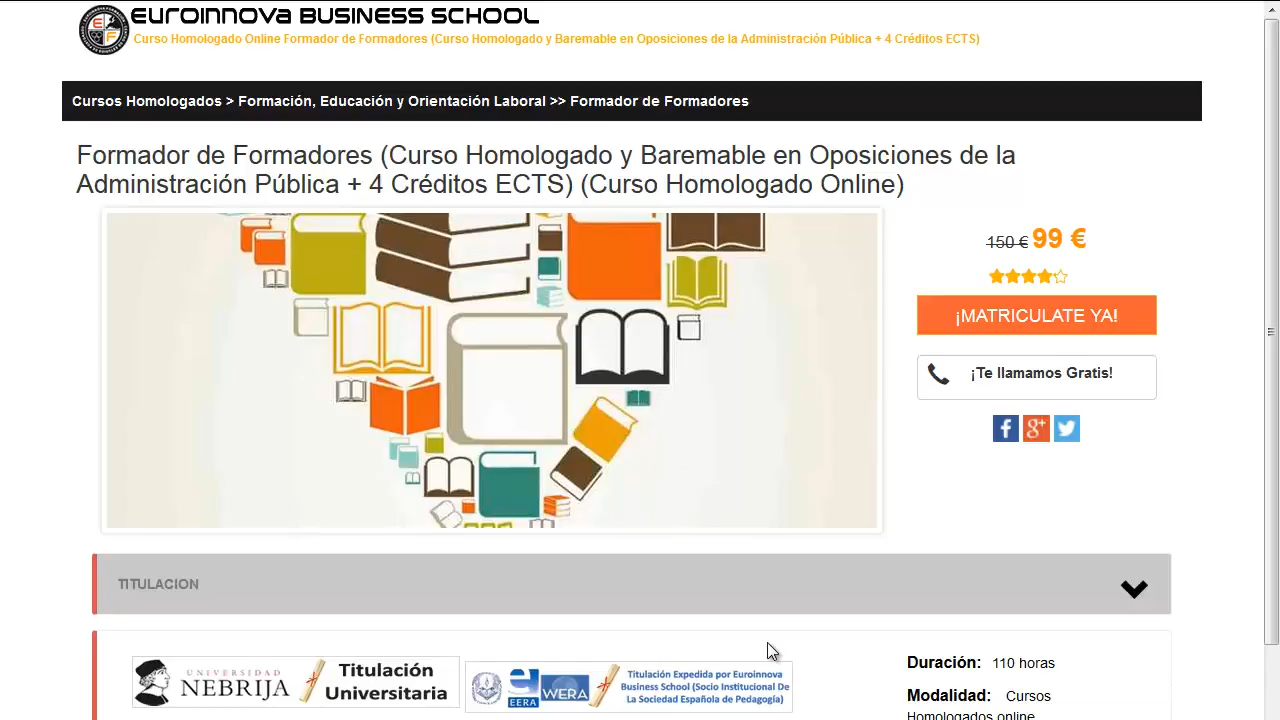 EUROINNOVA BUSINESS SCHOOL
Curso Homologado Online Formador de Formadores (Curso Homologado y Baremable en Oposiciones de la Administración Pública + 4 Créditos ECTS)
Cursos Homologados > Formación, Educación y Orientación Laboral >> Formador de Formadores
Formador de Formadores (Curso Homologado y Baremable en Oposiciones de la
Administración Pública + 4 Créditos ECTS) (Curso Homologado Online)
150 € 99 €
¡MATRICULATE YA!
¡Te llamamos Gratis!
TITULACION
UNIVERSIDAD
NEBRIJA
Titulación
Universitaria
EERA
WERA
Titulación Expedida por Euroinnova
Business School (Socio Institucional De
La Sociedad Española de Pedagogía)
Duración: 110 horas
Modalidad: Cursos
Homologados online